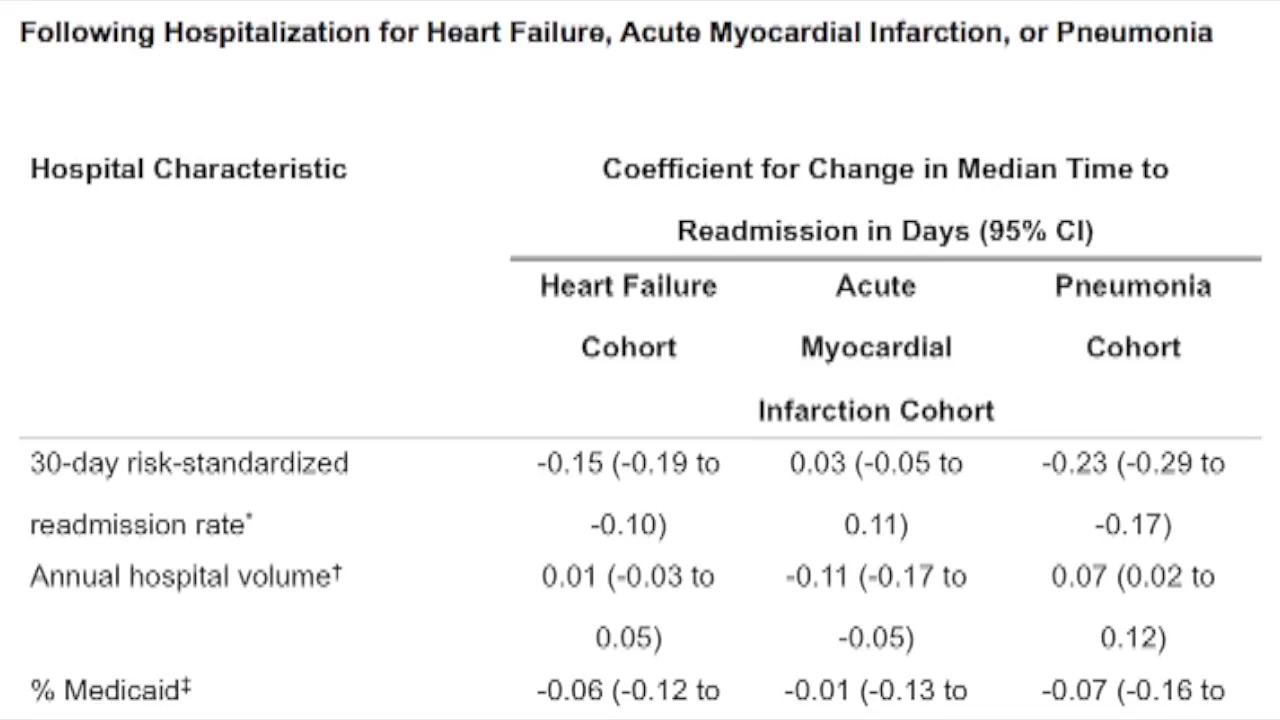 Following Hospitalization for Heart Failure, Acute Myocardial Infarction, or Pneumonia
Hospital Characteristic Coefficient for Change in Median Time to
Readmission in Days (95% CI)
Heart Failure Acute Pneumonia
Cohort Myocardial Cohort
Infarction Cohort
30-day risk-standardized -0.15 (-0.19 to 0.03 (-0.05 to -0.23 (-0.29 to
readmission rate* -0.10) 0.11) -0.17)
Annual hospital volume† 0.01 (-0.03 to -0.11 (-0.17 to 0.07 (0.02 to
0.05) -0.05) 0.12)
% Medicaid‡ -0.06 (-0.12 to -0.01 (-0.13 to -0.07 (-0.16 to